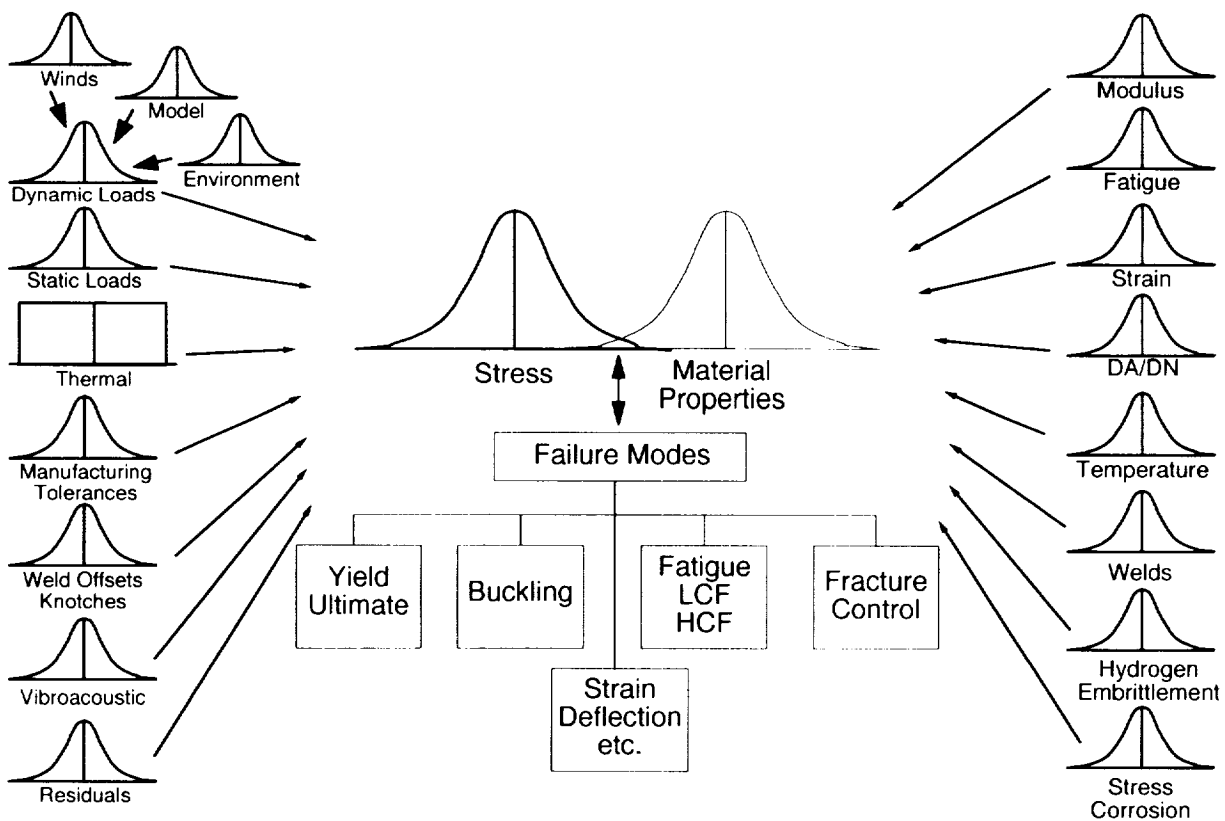 Winds
Model
Environment
Dynamic Loads
Static Loads
Thermal
Manufacturing
Tolerances
Weld Offsets
Knotches
Vibroacoustic
Residuals
Stress
Material
Properties
Failure Modes
Yield
Ultimate
Buckling
Fatigue
LCF
HCF
Fracture
Control
Strain
Deflection
etc.
Modulus
Fatigue
Strain
DA/DN
Temperature
Welds
Hydrogen
Embrittlement
Stress
Corrosion